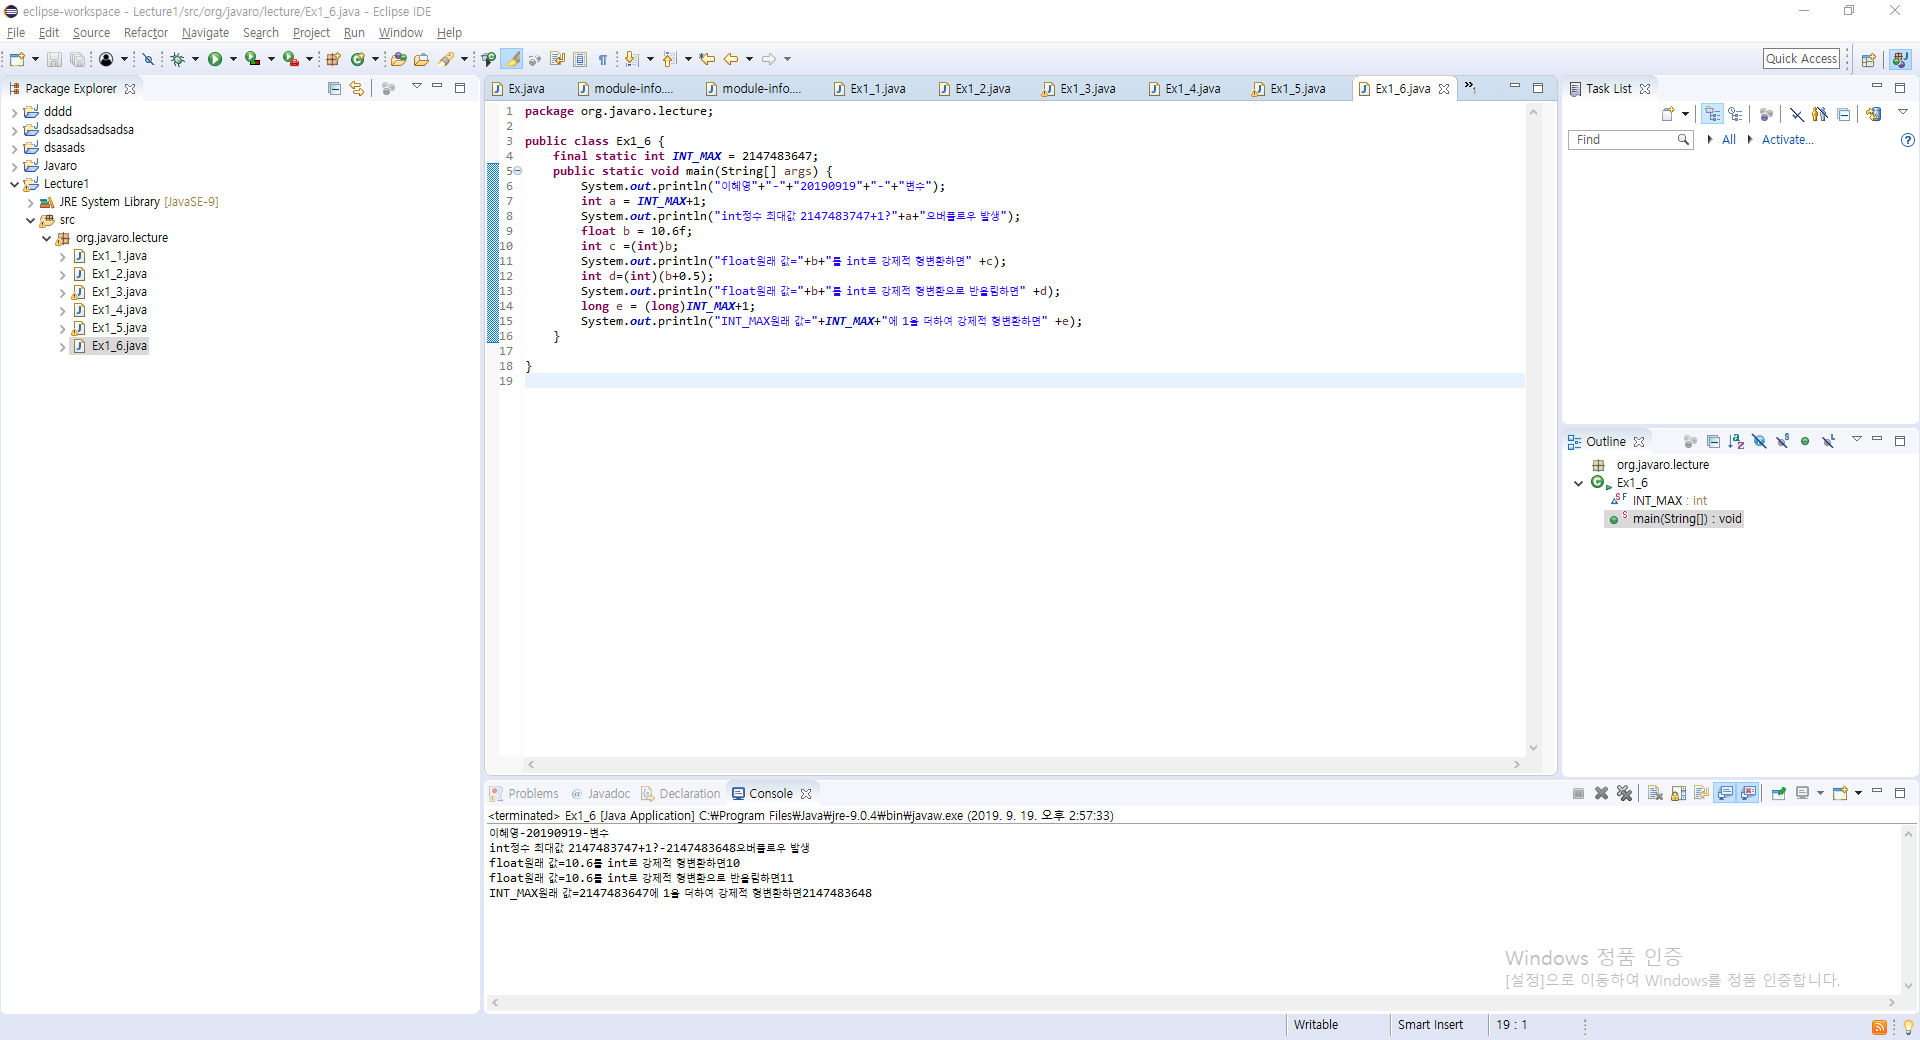 eclipse-workspace - Lecture1/src/org/javaro/lecture/Ex1_6.java - Eclipse IDE
File Edit Source Refactor Navigate Search Project Run Window Help
Quick Access
Package Explorer
dddd
dsadsadsadsadsa
dsasads
Javaro
Lecture1
JRE System Library [JavaSE-9]
src
org.javaro.lecture
Ex1_1.java
Ex1_2.java
Ex1_3.java
Ex1_4.java
Ex1_5.java
Ex1_6.java
Ex.java module-info.... module-info.... Ex1_1.java Ex1_2.java Ex1_3.java Ex1_4.java Ex1_5.java Ex1_6.java »1
1 package org.javaro.lecture;
2
3 public class Ex1_6 {
4 final static int INT_MAX = 2147483647;
5 public static void main(String[] args) {
6 System.out.println("이혜영"+"-"+"20190919"+"-"+"변수");
7 int a = INT_MAX+1;
8 System.out.println("int정수 최대값 2147483747+1?"+a+"오버플로우 발생");
9 float b = 10.6f;
10 int c =(int)b;
11 System.out.println("float원래 값="+b+"를 int로 강제적 형변환하면" +c);
12 int d=(int)(b+0.5);
13 System.out.println("float원래 값="+b+"를 int로 강제적 형변환으로 반올림하면" +d);
14 long e = (long)INT_MAX+1;
15 System.out.println("INT_MAX원래 값="+INT_MAX+"에 1을 더하여 강제적 형변환하면" +e);
16 }
17
18 }
19
Task List
Find All Activate...
Outline
org.javaro.lecture
Ex1_6
INT_MAX : int
main(String[]) : void
Problems Javadoc Declaration Console
<terminated> Ex1_6 [Java Application] C:₩Program Files₩Java₩jre-9.0.4₩bin₩javaw.exe (2019. 9. 19. 오후 2:57:33)
이혜영-20190919-변수
int정수 최대값 2147483747+1?-2147483648오버플로우 발생
float원래 값=10.6를 int로 강제적 형변환하면10
float원래 값=10.6를 int로 강제적 형변환으로 반올림하면11
INT_MAX원래 값=2147483647에 1을 더하여 강제적 형변환하면2147483648
Windows 정품 인증
[설정]으로 이동하여 Windows를 정품 인증합니다.
Writable Smart Insert 19 : 1